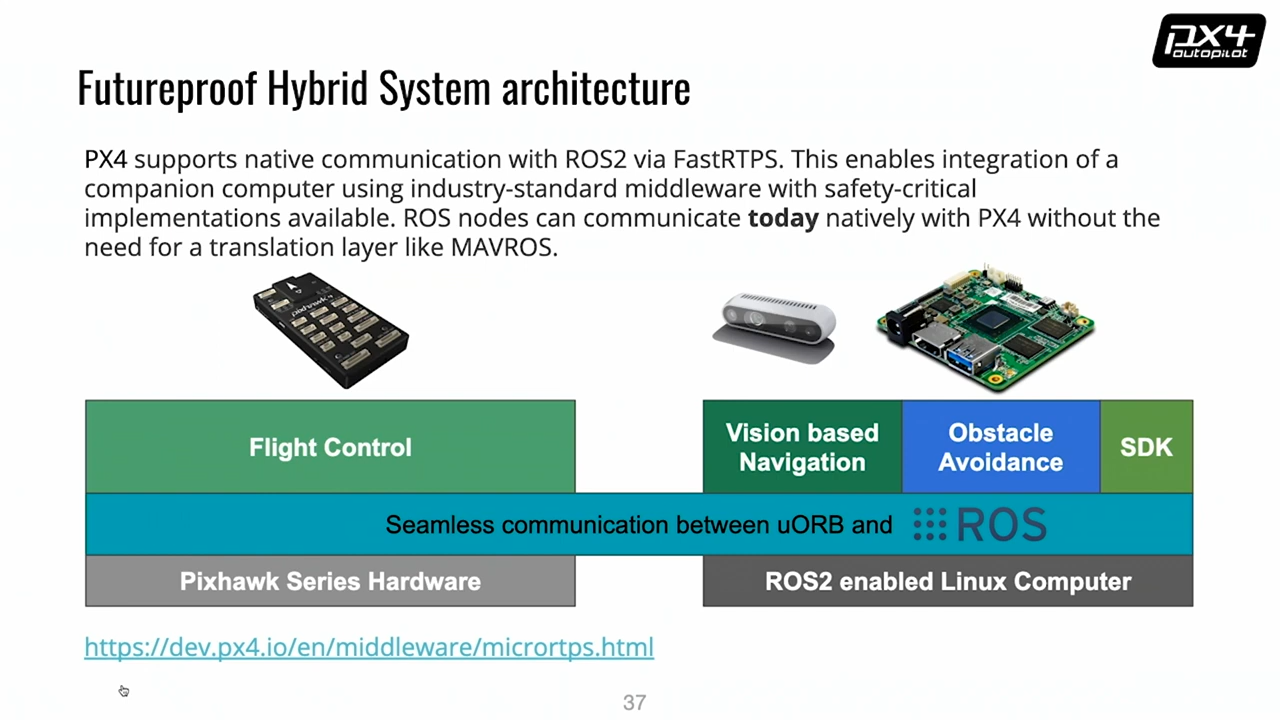 px4
autopilot
Futureproof Hybrid System architecture
PX4 supports native communication with ROS2 via FastRTPS. This enables integration of a
companion computer using industry-standard middleware with safety-critical
implementations available. ROS nodes can communicate today natively with PX4 without the
need for a translation layer like MAVROS.
pixhawk 4
Flight Control
Vision based
Navigation
Obstacle
Avoidance
SDK
Seamless communication between uORB and ROS
Pixhawk Series Hardware
ROS2 enabled Linux Computer
https://dev.px4.io/en/middleware/micrortps.html
37